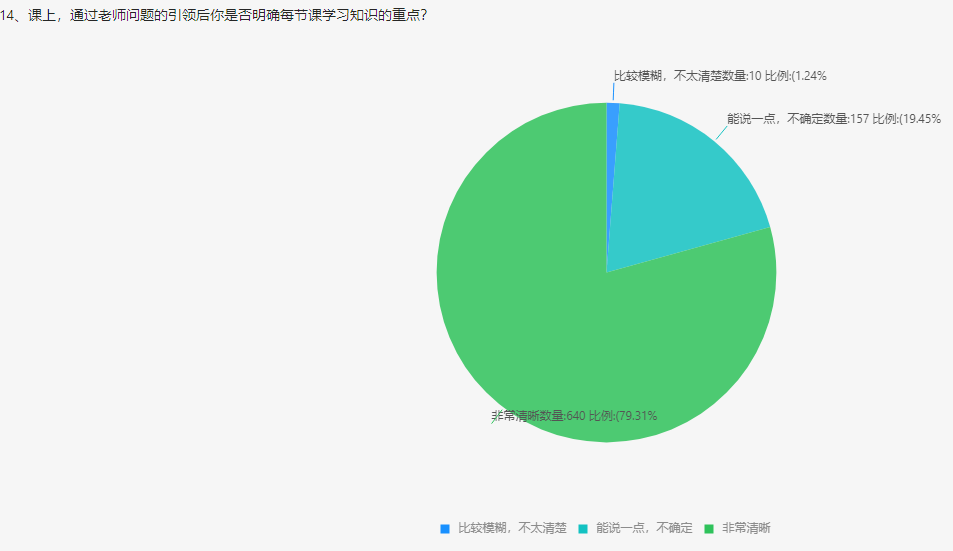 14、课上，通过老师问题的引领后你是否明确每节课学习知识的重点？
比较模糊，不太清楚数量:10 比例:(1.24%
能说一点，不确定数量:157 比例:(19.45%
非常清晰数量:640 比例:(79.31%
比较模糊，不太清楚 能说一点，不确定 非常清晰